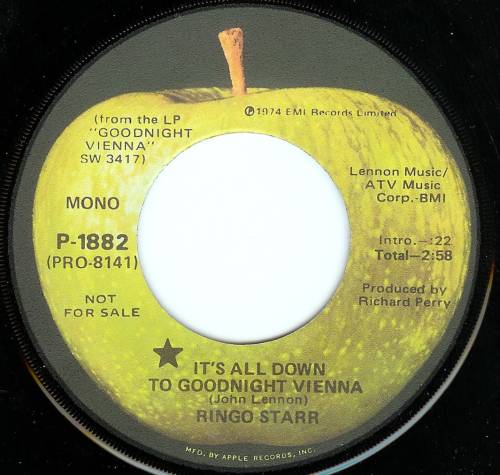 (from the LP
"GOODNIGHT
VIENNA"
SW 3417)
℗1974 EMI Records Limited
MONO
P-1882
(PRO-8141)
NOT
FOR SALE
Lennon Music/
ATV Music
Corp.-BMI
Intro.—:22
Total—2:58
Produced by
Richard Perry
★ IT'S ALL DOWN
TO GOODNIGHT VIENNA
(John Lennon)
RINGO STARR
MFD. BY APPLE RECORDS, INC.